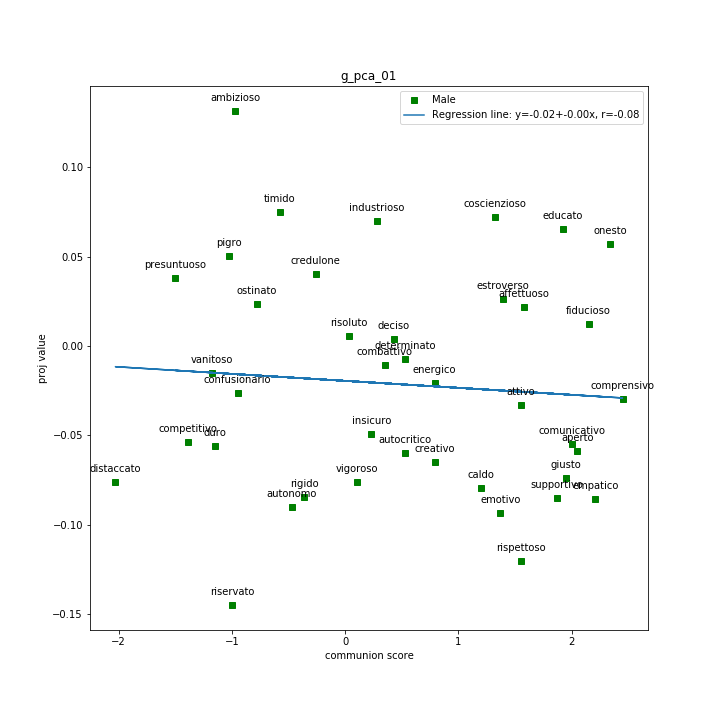 g_pca_01
Male
Regression line: y=-0.02+-0.00x, r=-0.08
ambizioso
timido
industrioso
coscienzioso
educato
onesto
pigro
presuntuoso
credulone
ostinato
estroverso
affettuoso
fiducioso
risoluto
deciso
determinato
combattivo
vanitoso
energico
confusionario
attivo
comprensivo
insicuro
competitivo
duro
autocritico
comunicativo
aperto
creativo
distaccato
vigoroso
caldo
giusto
rigido
autonomo
supportivo
empatico
emotivo
rispettoso
riservato
0.10
0.05
0.00
−0.05
−0.10
−0.15
proj value
−2
−1
0
1
2
communion score